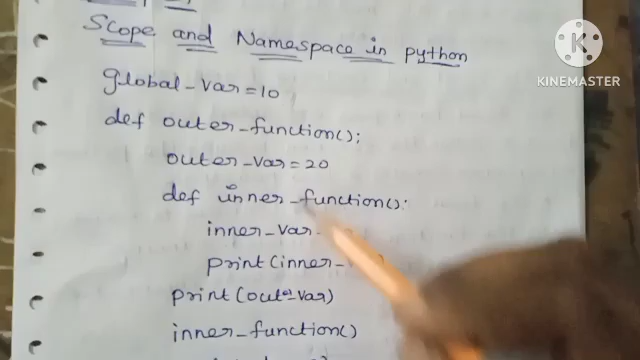 Scope and Namespace in python
KINEMASTER
global_var=10
def outer_function();
outer_var=20
def inner_function():
inner_var
print(inner_
print(outer_var)
inner_function()